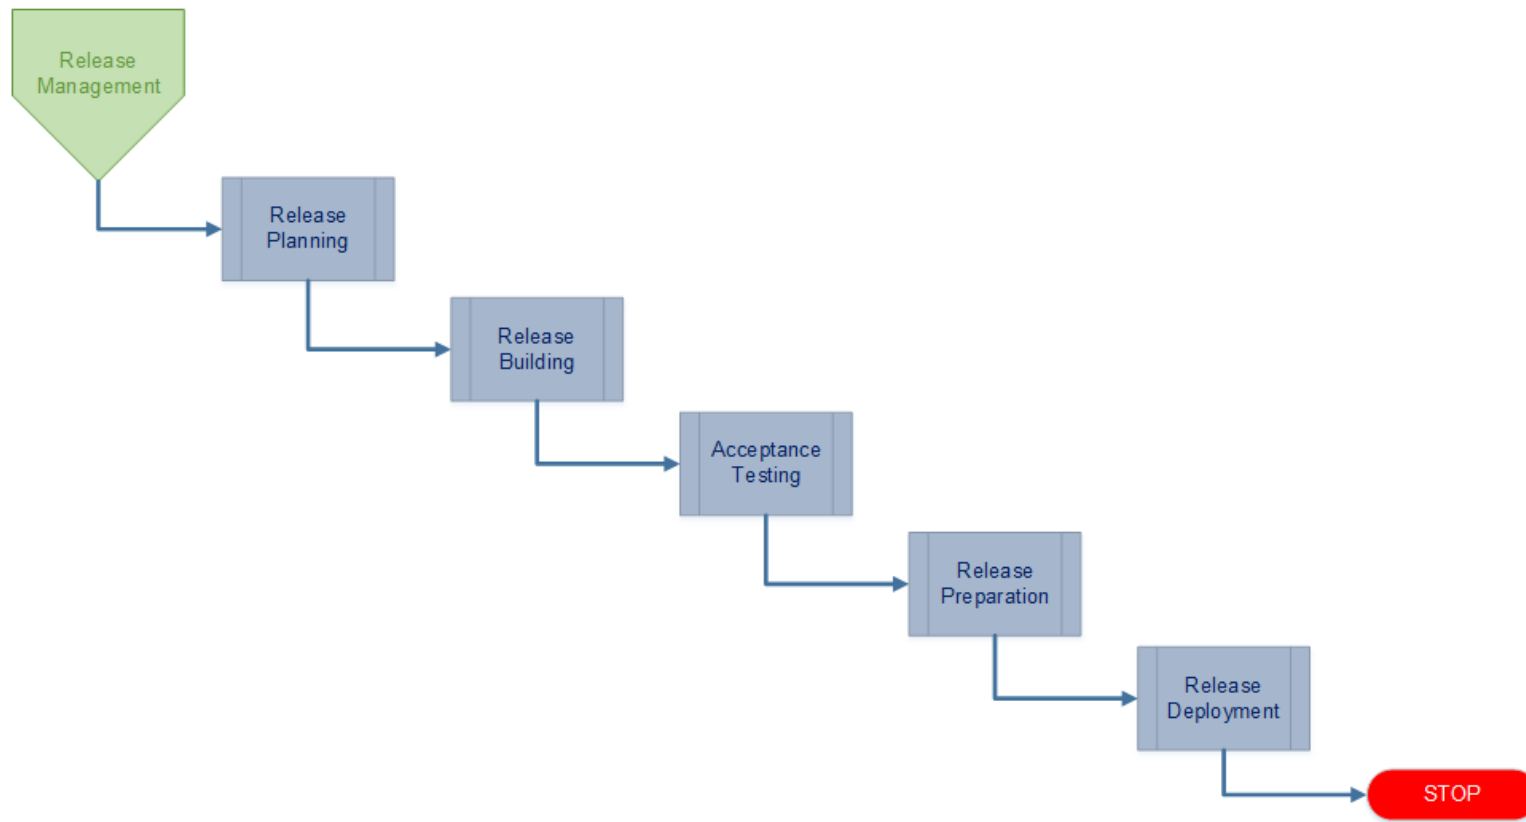 Release
Management
Release
Planning
Release
Building
Acceptance
Testing
Release
Preparation
Release
Deployment
STOP